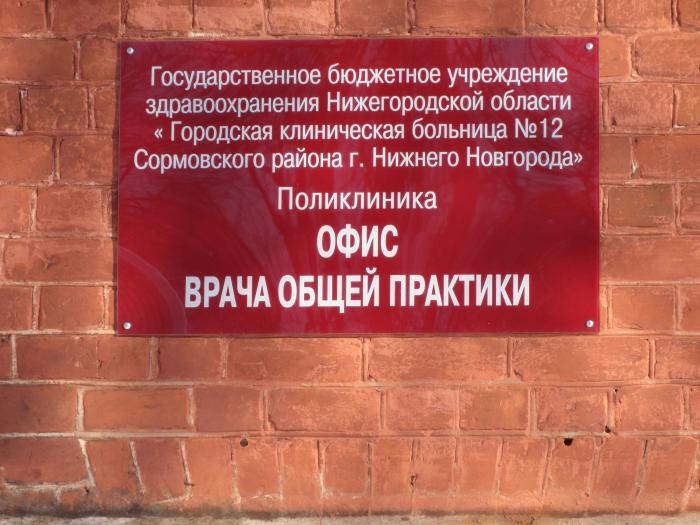 Государственное бюджетное учреждение
здравоохранения Нижегородской области
« Городская клиническая больница №12
Сормовского района г. Нижнего Новгорода»
Поликлиника
ОФИС
ВРАЧА ОБЩЕЙ ПРАКТИКИ